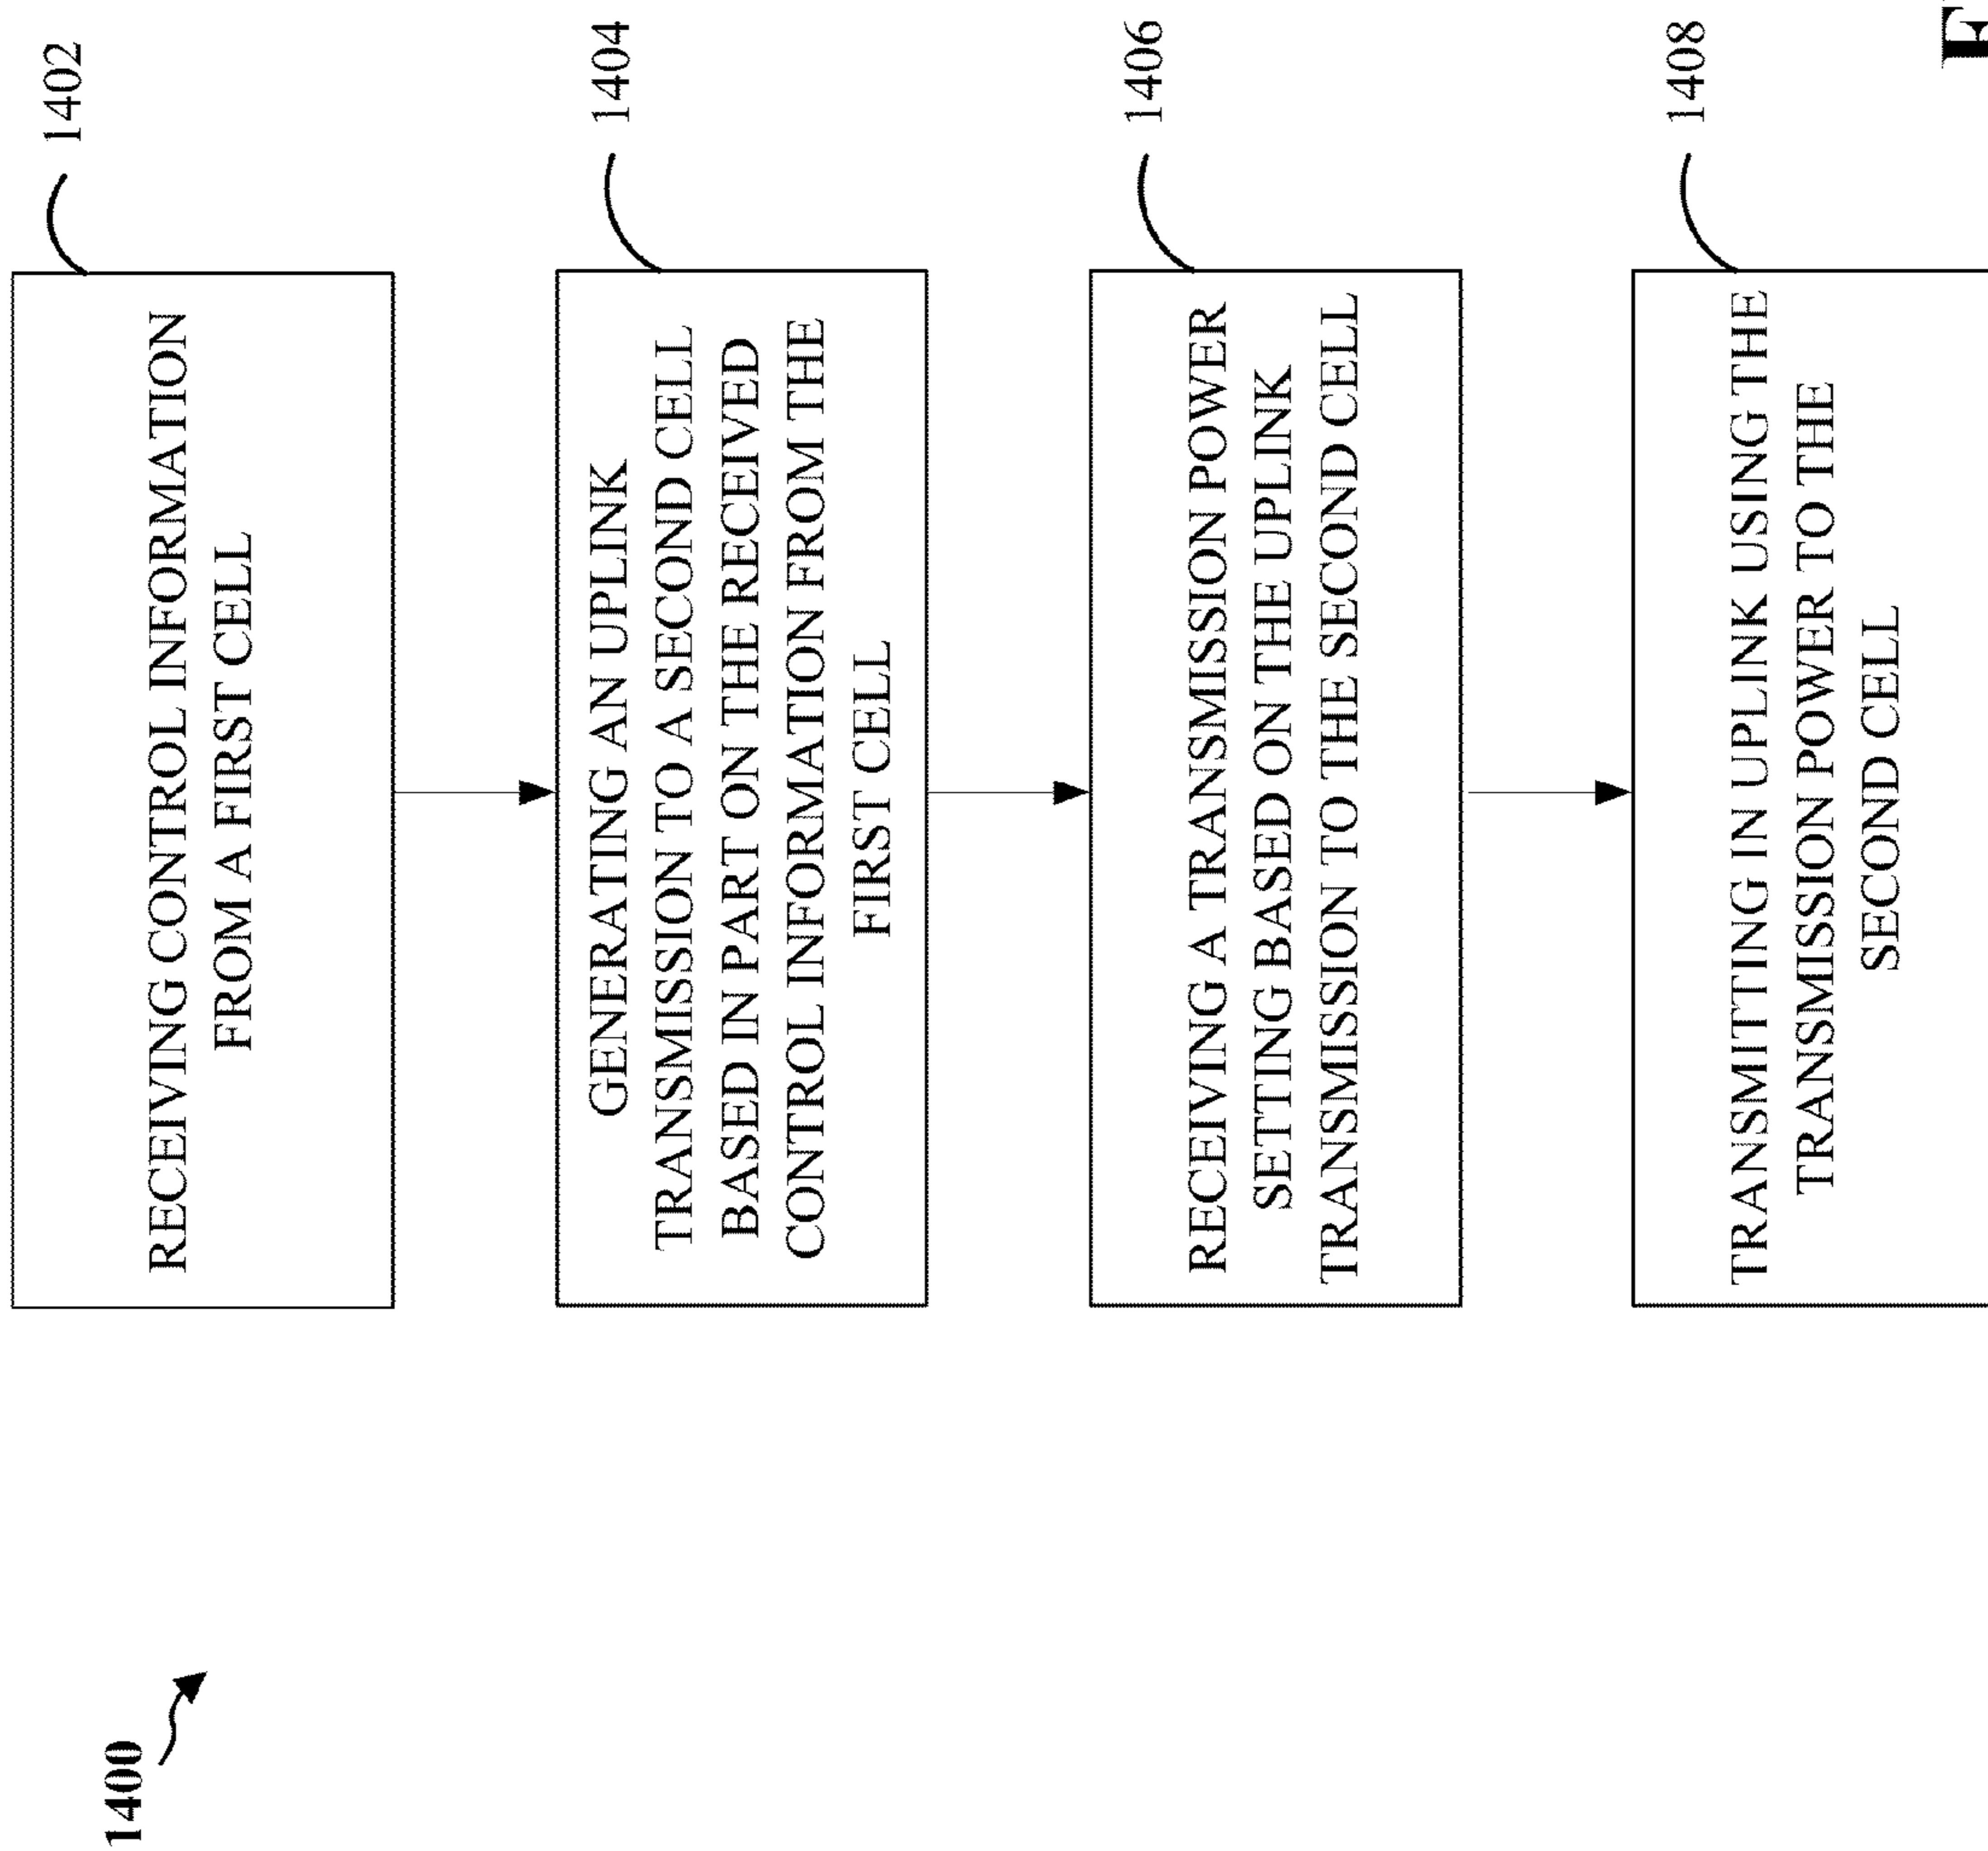 1400
RECEIVING CONTROL INFORMATION
FROM A FIRST CELL
1402
GENERATING AN UPLINK
TRANSMISSION TO A SECOND CELL
BASED IN PART ON THE RECEIVED
CONTROL INFORMATION FROM THE
FIRST CELL
1404
RECEIVING A TRANSMISSION POWER
SETTING BASED ON THE UPLINK
TRANSMISSION TO THE SECOND CELL
1406
TRANSMITTING IN UPLINK USING THE
TRANSMISSION POWER TO THE
SECOND CELL
1408